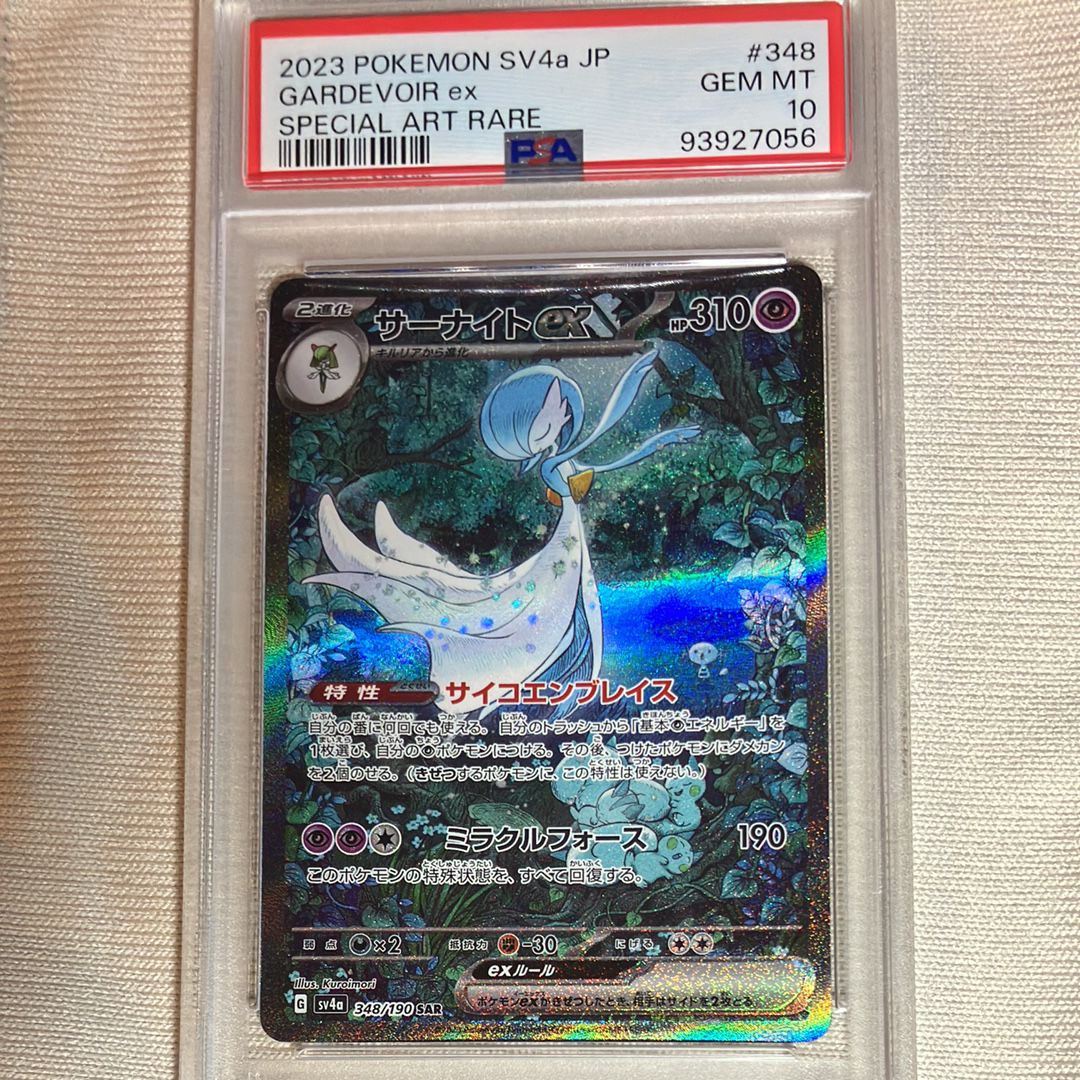 2023 POKEMON SV4a JP #348
GARDEVOIR ex GEM MT
SPECIAL ART RARE 10
PSA 93927056
2進化 サーナイトex HP310
キルリアから進化
特性 とくせい サイコエンブレイス
自分の番に何回でも使える。自分のトラッシュから「基本エネルギー」を
1枚選び、自分のポケモンにつける。その後、つけたポケモンにダメカン
を2個のせる。(きぜつするポケモンに、この特性は使えない。)
ミラクルフォース 190
このポケモンの特殊状態を、すべて回復する。
弱点 ×2 抵抗力 -30 にげる
exルール
ポケモンexがきぜつしたとき、相手はサイドを2枚とる。
Illus. Kuroimori
G sv4a 348/190 SAR